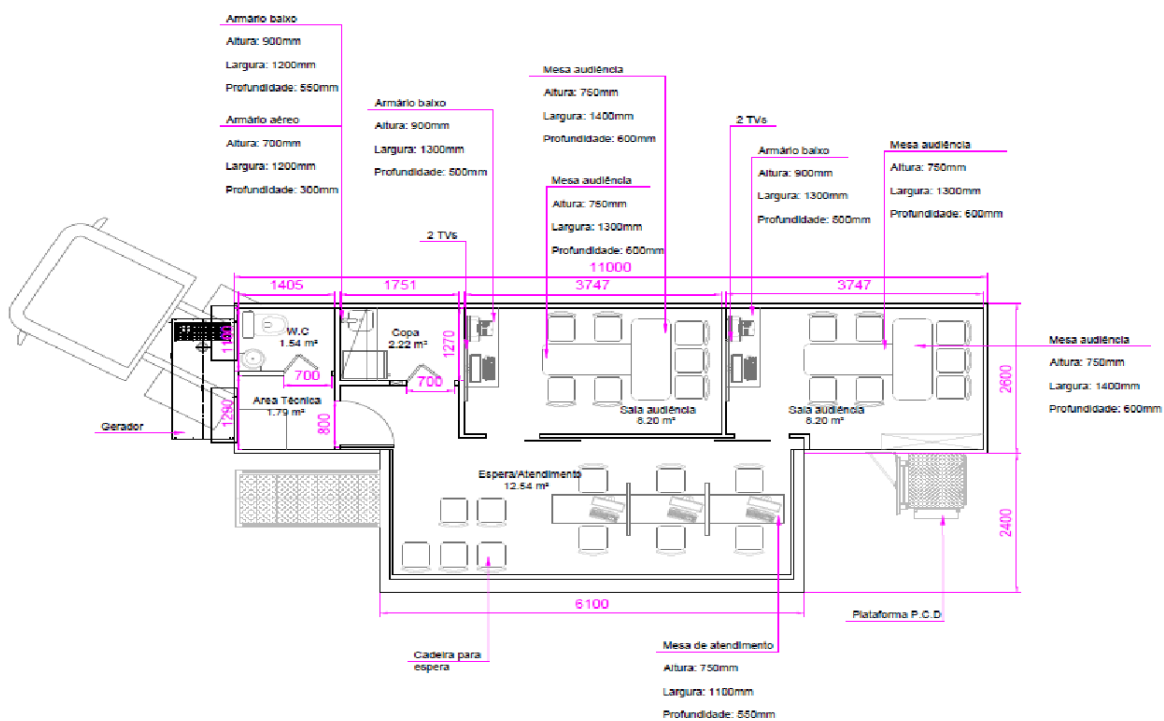 Armário baixo
Altura: 900mm
Largura: 1200mm
Profundidade: 550mm
Armário aéreo
Altura: 700mm
Largura: 1200mm
Profundidade: 300mm
Armário baixo
Altura: 900mm
Largura: 1300mm
Profundidade: 500mm
2 TVs
Mesa audiência
Altura: 750mm
Largura: 1400mm
Profundidade: 600mm
Mesa audiência
Altura: 750mm
Largura: 1300mm
Profundidade: 600mm
2 TVs
Armário baixo
Altura: 900mm
Largura: 1300mm
Profundidade: 500mm
Mesa audiência
Altura: 750mm
Largura: 1300mm
Profundidade: 600mm
11000
1405
1751
3747
3747
W.C
1.54 m²
Copa
2.22 m²
1270
700
700
Area Técnica
1.79 m²
1290
800
Gerador
Sala audiência
8.20 m²
Sala audiência
8.20 m²
2600
Mesa audiência
Altura: 750mm
Largura: 1400mm
Profundidade: 600mm
Espera/Atendimento
12.54 m²
2400
6100
Plataforma P.C.D
Cadeira para
espera
Mesa de atendimento
Altura: 750mm
Largura: 1100mm
Profundidade: 550mm